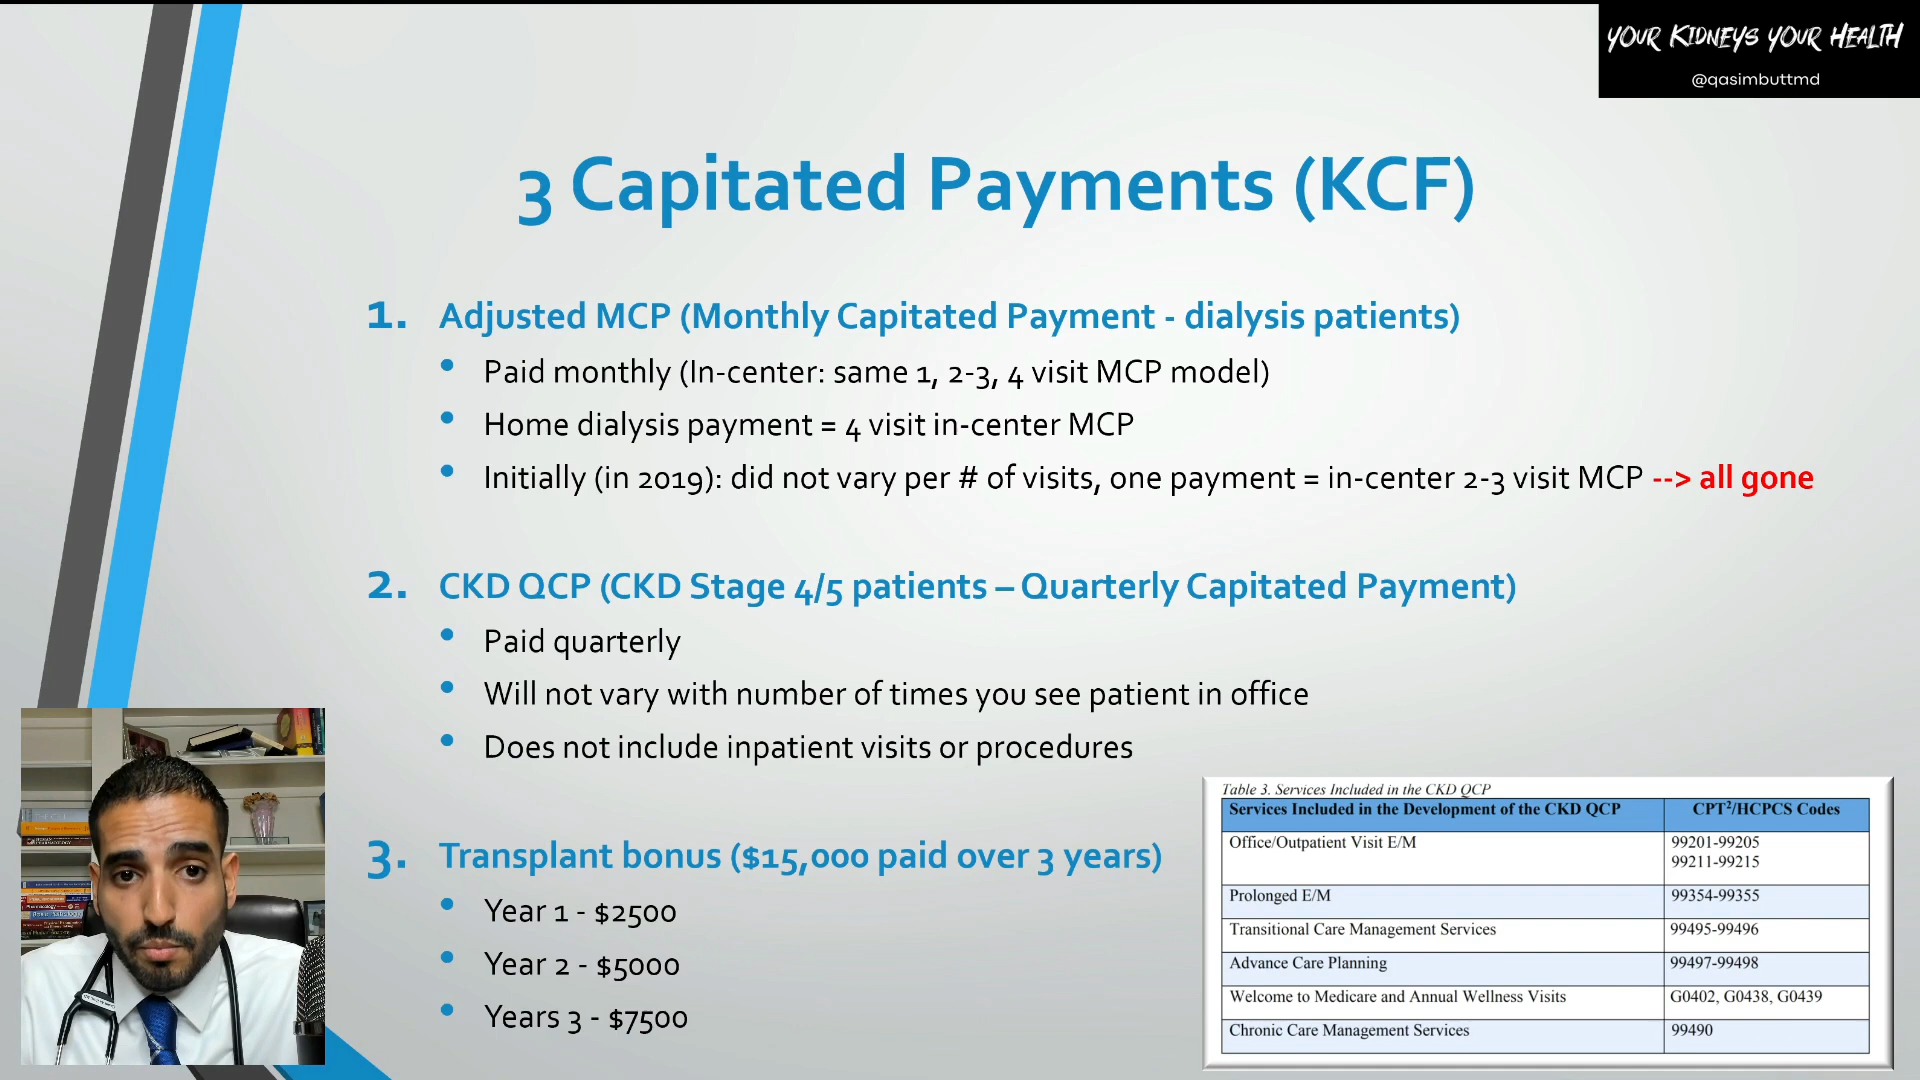 YOUR KIDNEYS YOUR HEALTH
@qasimbuttmd
3 Capitated Payments (KCF)
1. Adjusted MCP (Monthly Capitated Payment - dialysis patients)
• Paid monthly (In-center: same 1, 2-3, 4 visit MCP model)
• Home dialysis payment = 4 visit in-center MCP
• Initially (in 2019): did not vary per # of visits, one payment = in-center 2-3 visit MCP --> all gone
2. CKD QCP (CKD Stage 4/5 patients – Quarterly Capitated Payment)
• Paid quarterly
• Will not vary with number of times you see patient in office
• Does not include inpatient visits or procedures
3. Transplant bonus ($15,000 paid over 3 years)
• Year 1 - $2500
• Year 2 - $5000
• Years 3 - $7500
Table 3. Services Included in the CKD QCP
Services Included in the Development of the CKD QCP CPT²/HCPCS Codes
Office/Outpatient Visit E/M 99201-99205
99211-99215
Prolonged E/M 99354-99355
Transitional Care Management Services 99495-99496
Advance Care Planning 99497-99498
Welcome to Medicare and Annual Wellness Visits G0402, G0438, G0439
Chronic Care Management Services 99490